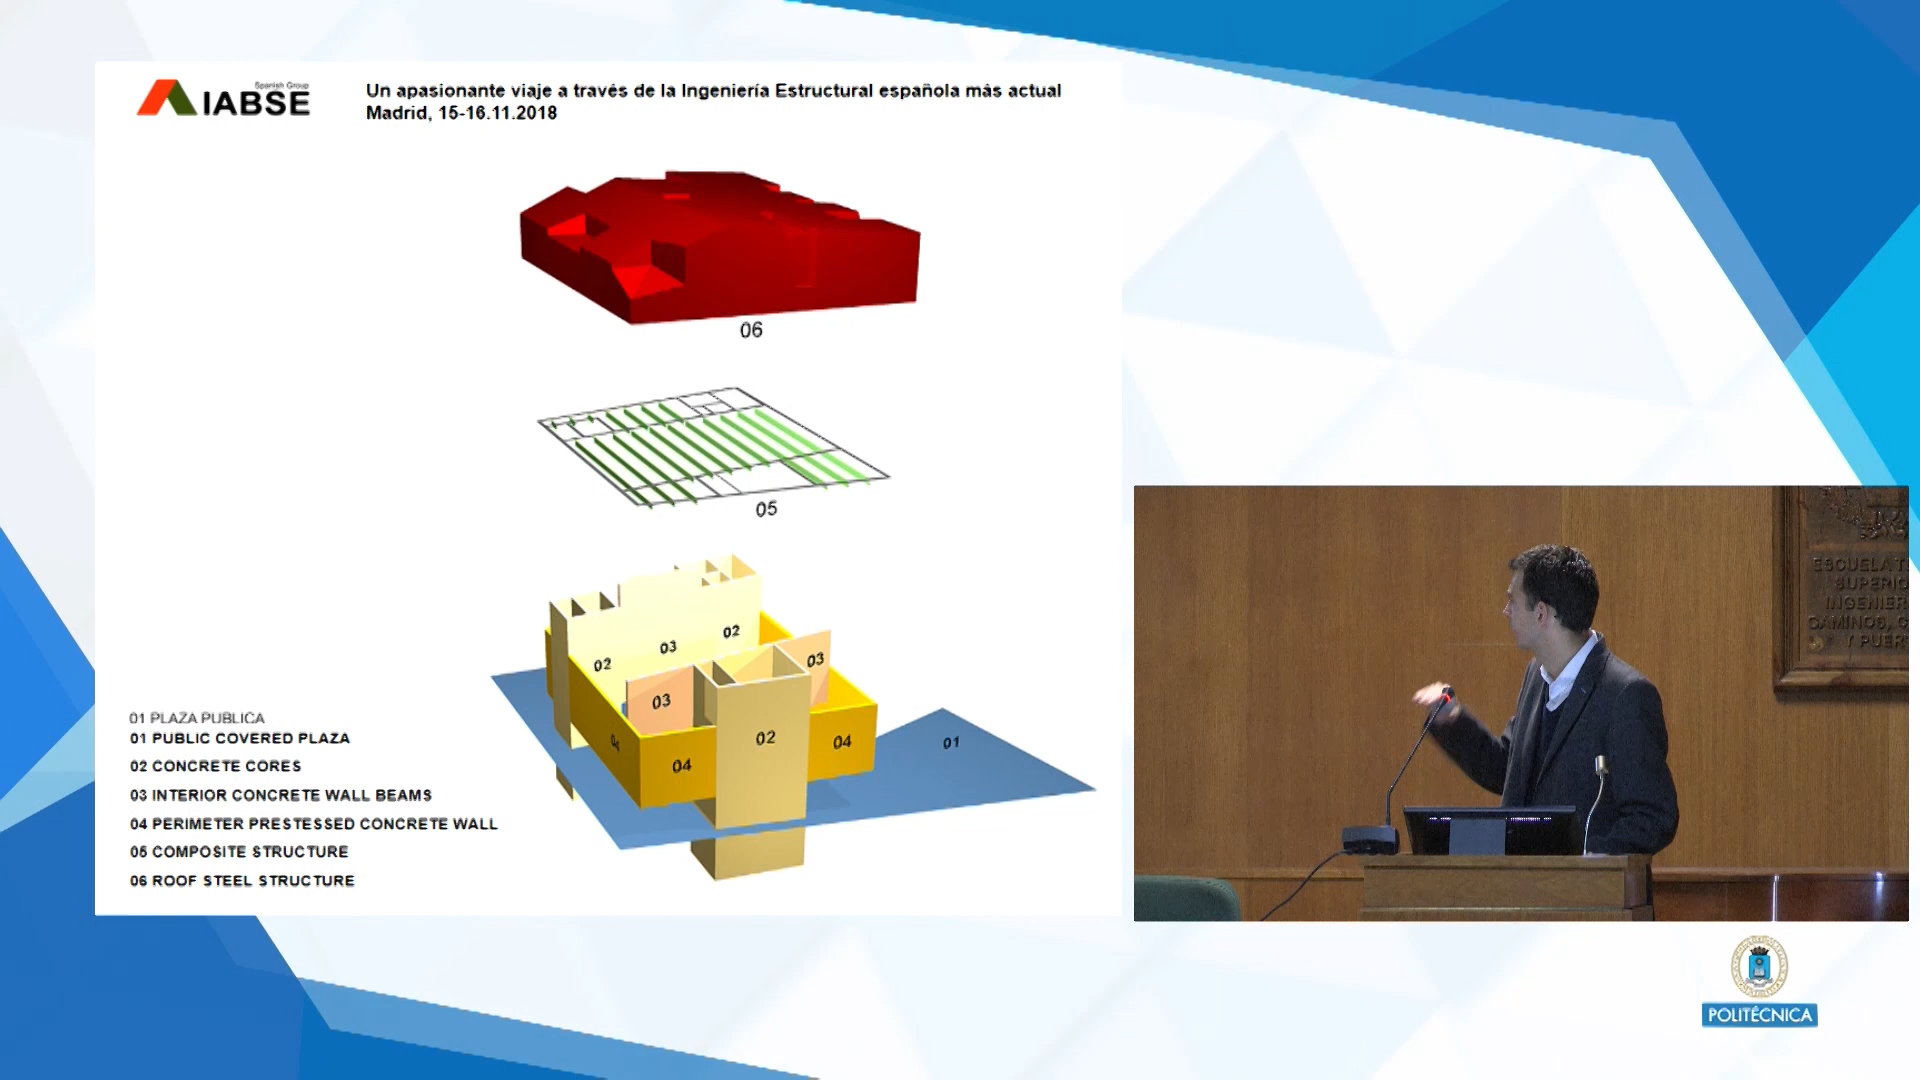 Spanish Group
IABSE
Un apasionante viaje a través de la Ingeniería Estructural española más actual
Madrid, 15-16.11.2018
06
05
02
03
02
03
03
02
04
04
04
01
01 PLAZA PUBLICA
01 PUBLIC COVERED PLAZA
02 CONCRETE CORES
03 INTERIOR CONCRETE WALL BEAMS
04 PERIMETER PRESTESSED CONCRETE WALL
05 COMPOSITE STRUCTURE
06 ROOF STEEL STRUCTURE
ESCUELA T
SUPERIO
INGENIER
CAMINOS, C
Y PUER
POLITÉCNICA